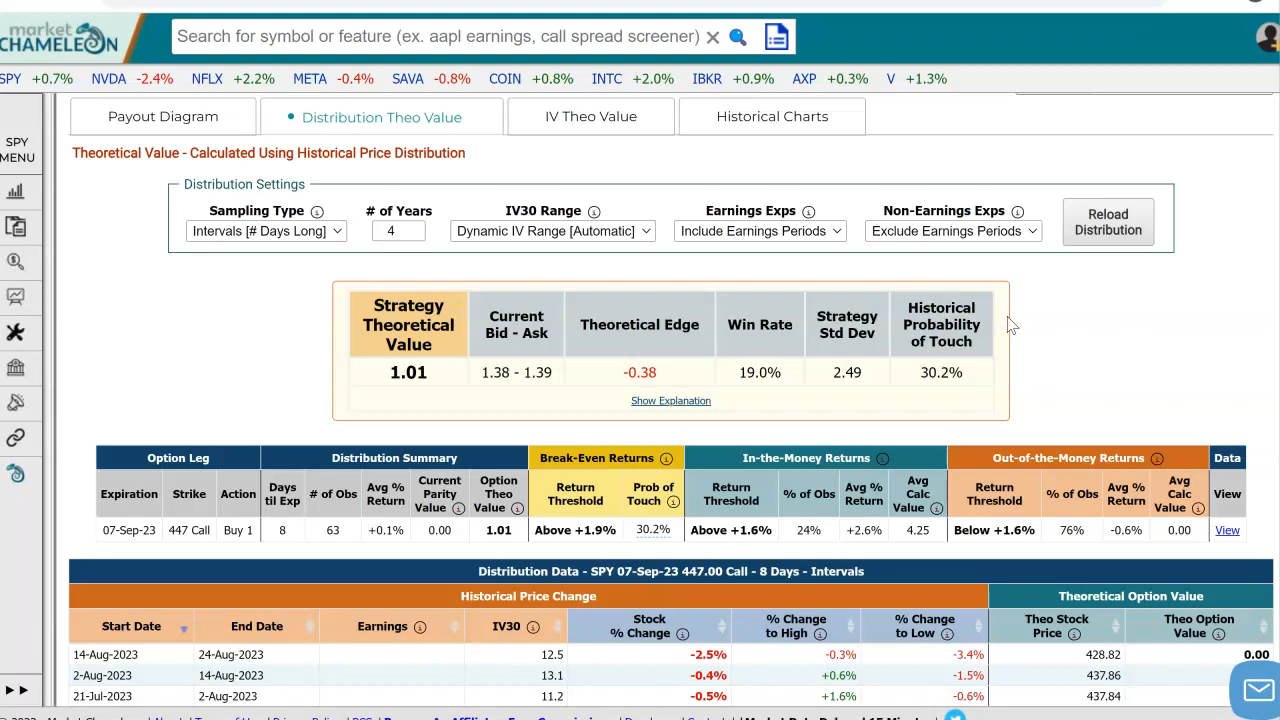 market
CHAMELEON
Search for symbol or feature (ex. aapl earnings, call spread screener)
SPY +0.7% NVDA -2.4% NFLX +2.2% META -0.4% SAVA -0.8% COIN +0.8% INTC +2.0% IBKR +0.9% AXP +0.3% V +1.3%
SPY
MENU
Payout Diagram
Distribution Theo Value
IV Theo Value
Historical Charts
Theoretical Value - Calculated Using Historical Price Distribution
Distribution Settings
Sampling Type # of Years IV30 Range Earnings Exps Non-Earnings Exps
Intervals [# Days Long] 4 Dynamic IV Range [Automatic] Include Earnings Periods Exclude Earnings Periods
Reload
Distribution
Strategy
Theoretical
Value
Current
Bid - Ask
Theoretical Edge
Win Rate
Strategy
Std Dev
Historical
Probability
of Touch
1.01 1.38 - 1.39 -0.38 19.0% 2.49 30.2%
Show Explanation
Option Leg Distribution Summary Break-Even Returns In-the-Money Returns Out-of-the-Money Returns Data
Expiration
Strike
Action
Days
til Exp
# of Obs
Avg %
Return
Current
Parity
Value
Option
Theo
Value
Return
Threshold
Prob of
Touch
Return
Threshold
% of Obs
Avg %
Return
Avg
Calc
Value
Return
Threshold
% of Obs
Avg %
Return
Avg
Calc
Value
View
07-Sep-23 447 Call Buy 1 8 63 +0.1% 0.00 1.01 Above +1.9% 30.2% Above +1.6% 24% +2.6% 4.25 Below +1.6% 76% -0.6% 0.00 View
Distribution Data - SPY 07-Sep-23 447.00 Call - 8 Days - Intervals
Historical Price Change Theoretical Option Value
Start Date
End Date
Earnings
IV30
Stock
% Change
% Change
to High
% Change
to Low
Theo Stock
Price
Theo Option
Value
14-Aug-2023 24-Aug-2023 12.5 -2.5% -0.3% -3.4% 428.82 0.00
2-Aug-2023 14-Aug-2023 13.1 -0.4% +0.6% -1.5% 437.86
21-Jul-2023 2-Aug-2023 11.2 -0.5% +1.6% -0.6% 437.84